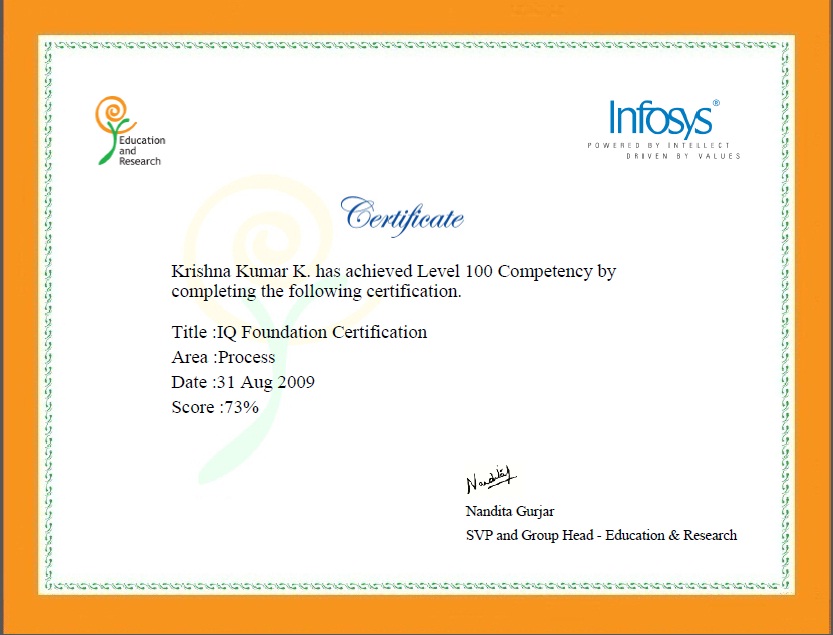 Education
and
Research
Infosys®
POWERED BY INTELLECT
DRIVEN BY VALUES
Certificate
Krishna Kumar K. has achieved Level 100 Competency by
completing the following certification.
Title :IQ Foundation Certification
Area :Process
Date :31 Aug 2009
Score :73%
Nandita
Nandita Gurjar
SVP and Group Head - Education & Research